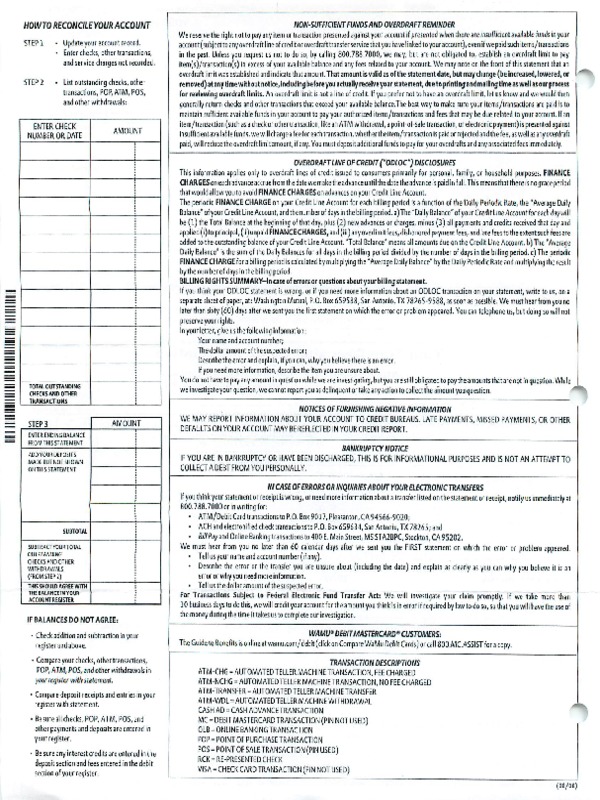 HOW TO RECONCILE YOUR ACCOUNT
STEP 1 • Update your account record.
• Enter checks, other transactions,
and service charges not recorded.
STEP 2 • List outstanding checks, other
transactions, POP, ATM, POS,
and other withdrawals:
ENTER CHECK
NUMBER OR DATE
AMOUNT
TOTAL OUTSTANDING
CHECKS AND OTHER
TRANSACTIONS
STEP 3
AMOUNT
ENTER ENDING BALANCE
FROM THIS STATEMENT
ADD YOUR DEPOSITS
MADE BUT NOT SHOWN
ON THIS STATEMENT
SUBTOTAL
SUBTRACT YOUR TOTAL
OUTSTANDING
CHECKS AND OTHER
WITHDRAWALS
(FROM STEP 2)
THIS SHOULD AGREE WITH
THE BALANCE IN YOUR
ACCOUNT REGISTER
IF BALANCES DO NOT AGREE:
• Check addition and subtraction in your
register and above.
• Compare your checks, other transactions,
POP, ATM, POS, and other withdrawals in
your register with statement.
• Compare deposit receipts and entries in your
register with statement.
• Be sure all checks, POP, ATM, POS, and
other payments and deposits are entered in
your register.
• Be sure any interest credits are entered in the
deposit section and fees entered in the debit
section of your register.
NON-SUFFICIENT FUNDS AND OVERDRAFT REMINDER
We reserve the right not to pay any item or transaction presented against your account if presented when there are insufficient available funds in your
account (subject to any overdraft line of credit or overdraft transfer service that you have linked to your account), even if we paid such items/transactions
in the past. Unless you request us not to do so, by calling 800.788.7000, we may, but are not obligated to, establish an overdraft limit to pay
item(s)/transaction(s) in excess of your available balance and any fees related to your account. We may note on the front of this statement that an
overdraft limit was established and indicate that amount. That amount is valid as of the statement date, but may change (be increased, lowered, or
removed) at any time without notice, including before you actually receive your statement, due to printing and mailing time as well as our process
for reviewing overdraft limits. An overdraft limit is not a line of credit. If you prefer not to have an overdraft limit, let us know and we would then
generally return checks and other transactions that exceed your available balance. The best way to make sure your items/transactions are paid is to
maintain sufficient available funds in your account to pay your authorized items/transactions and fees that may be due related to your account. If an
item/transaction (such as a check or other transaction, like an ATM withdrawal, a point-of-sale transaction, or electronic payment) is presented against
insufficient available funds, we will charge a fee for each transaction, whether the item/transaction is paid or rejected and the fee, as well as any overdraft
paid, will reduce the overdraft limit amount, if any. You must deposit additional funds to pay for your overdrafts and any associated fees immediately.
OVERDRAFT LINE OF CREDIT ("ODLOC") DISCLOSURES
This information applies only to overdraft lines of credit issued to consumers primarily for personal, family, or household purposes. FINANCE
CHARGES on each advance accrue from the date we make the advance until the date the advance is paid in full. This means that there is no grace period
that would allow you to avoid FINANCE CHARGES on advances on your Credit Line Account.
The periodic FINANCE CHARGE on your Credit Line Account for each billing period is a function of the Daily Periodic Rate, the "Average Daily
Balance" of your Credit Line Account, and the number of days in the billing period. a) The "Daily Balance" of your Credit Line Account for each day will
be (1) the Total Balance at the beginning of that day, plus (2) new advances or charges, minus (3) all payments and credits received that day and
applied (i) to principal, (ii) unpaid FINANCE CHARGES, and (iii) any overlimit fees, dishonored payment fees, and late fees to the extent such fees are
added to the outstanding balance of your Credit Line Account. "Total Balance" means all amounts due on the Credit Line Account. b) The "Average
Daily Balance" is the sum of the Daily Balances for all days in the billing period divided by the number of days in the billing period. c) The periodic
FINANCE CHARGE for a billing period is calculated by multiplying the "Average Daily Balance" by the Daily Periodic Rate and multiplying the result
by the number of days in the billing period.
BILLING RIGHTS SUMMARY—In case of errors or questions about your billing statement.
If you think your ODLOC statement is wrong, or if you need more information about an ODLOC transaction on your statement, write to us, on a
separate sheet of paper, at: Washington Mutual, P.O. Box 659588, San Antonio, TX 78265-9588, as soon as possible. We must hear from you no
later than sixty (60) days after we sent you the first statement on which the error or problem appeared. You can telephone us, but doing so will not
preserve your rights.
In your letter, give us the following information:
Your name and account number;
The dollar amount of the suspected error;
Describe the error and explain, if you can, why you believe there is an error.
If you need more information, describe the item you are unsure about.
You do not have to pay any amount in question while we are investigating, but you are still obligated to pay the amounts that are not in question. While
we investigate your question, we cannot report you as delinquent or take any action to collect the amount you question.
NOTICES OF FURNISHING NEGATIVE INFORMATION
WE MAY REPORT INFORMATION ABOUT YOUR ACCOUNT TO CREDIT BUREAUS. LATE PAYMENTS, MISSED PAYMENTS, OR OTHER
DEFAULTS ON YOUR ACCOUNT MAY BE REFLECTED IN YOUR CREDIT REPORT.
BANKRUPTCY NOTICE
IF YOU ARE IN BANKRUPTCY OR HAVE BEEN DISCHARGED, THIS IS FOR INFORMATIONAL PURPOSES AND IS NOT AN ATTEMPT TO
COLLECT A DEBT FROM YOU PERSONALLY.
IN CASE OF ERRORS OR INQUIRIES ABOUT YOUR ELECTRONIC TRANSFERS
If you think your statement or receipt is wrong, or need more information about a transfer listed on the statement or receipt, notify us immediately at
800.788.7000 or in writing for:
• ATM/Debit Card transactions to P.O. Box 9017, Pleasanton, CA 94566-9020;
• ACH and electronified check transactions to P.O. Box 659634, San Antonio, TX 78265; and
• BillPay and Online Banking transactions to 400 E. Main Street, MS STA2BPC, Stockton, CA 95202.
We must hear from you no later than 60 calendar days after we sent you the FIRST statement on which the error or problem appeared.
• Tell us your name and account number (if any).
• Describe the error or the transfer you are unsure about (including the date) and explain as clearly as you can why you believe it is an
error or why you need more information.
• Tell us the dollar amount of the suspected error.
For Transactions Subject to Federal Electronic Fund Transfer Act: We will investigate your claim promptly. If we take more than
10 business days to do this, we will credit your account for the amount you think is in error if required by law to do so, so that you will have the use of
the money during the time it takes us to complete our investigation.
WAMU® DEBIT MASTERCARD® CUSTOMERS:
The Guide to Benefits is online at wamu.com/debit (click on Compare WaMu Debit Cards) or call 800.MC.ASSIST for a copy.
TRANSACTION DESCRIPTIONS
ATM-CHG = AUTOMATED TELLER MACHINE TRANSACTION, FEE CHARGED
ATM-NCHG = AUTOMATED TELLER MACHINE TRANSACTION, NO FEE CHARGED
ATM-TRANSFER = AUTOMATED TELLER MACHINE TRANSFER
ATM-WDL = AUTOMATED TELLER MACHINE WITHDRAWAL
CASH AD = CASH ADVANCE TRANSACTION
MC = DEBIT MASTERCARD TRANSACTION (PIN NOT USED)
OLB = ONLINE BANKING TRANSACTION
POP = POINT OF PURCHASE TRANSACTION
POS = POINT OF SALE TRANSACTION (PIN USED)
RCK = RE-PRESENTED CHECK
VISA = CHECK CARD TRANSACTION (PIN NOT USED)